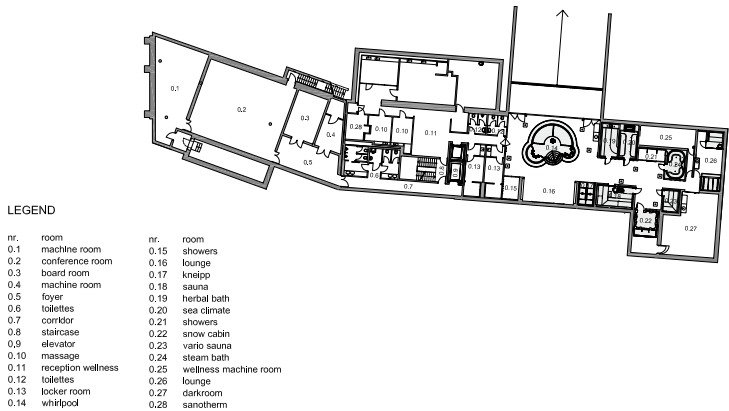 0.1
0.2
0.3
0.4
0.5
0.28
0.10
0.10
0.11
0.6
0.7
0.8
0.9
0.13
0.13
0.14
0.15
0.16
0.19
0.20
0.21
0.25
0.26
0.22
0.27
LEGEND
nr. room
0.1 machine room
0.2 conference room
0.3 board room
0.4 machine room
0.5 foyer
0.6 toilettes
0.7 corridor
0.8 staircase
0,9 elevator
0.10 massage
0.11 reception wellness
0.12 toilettes
0.13 locker room
0.14 whirlpool
nr. room
0.15 showers
0.16 lounge
0.17 kneipp
0.18 sauna
0.19 herbal bath
0.20 sea climate
0.21 showers
0.22 snow cabin
0.23 vario sauna
0.24 steam bath
0.25 wellness machine room
0.26 lounge
0.27 darkroom
0.28 sanotherm